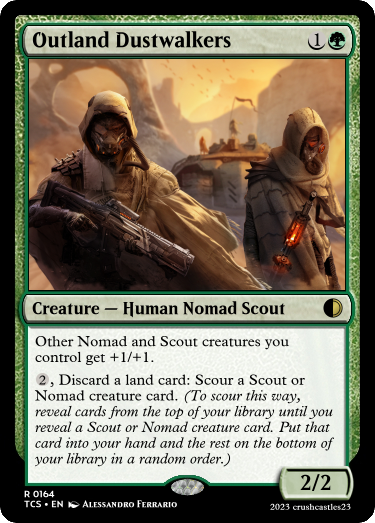 Outland Dustwalkers 1
Creature — Human Nomad Scout
Other Nomad and Scout creatures you
control get +1/+1.
2, Discard a land card: Scour a Scout or
Nomad creature card. (To scour this way,
reveal cards from the top of your library until you
reveal a Scout or Nomad creature card. Put that
card into your hand and the rest on the bottom of
your library in a random order.)
2/2
R 0164
TCS • EN Alessandro Ferrario
2023 crushcastles23